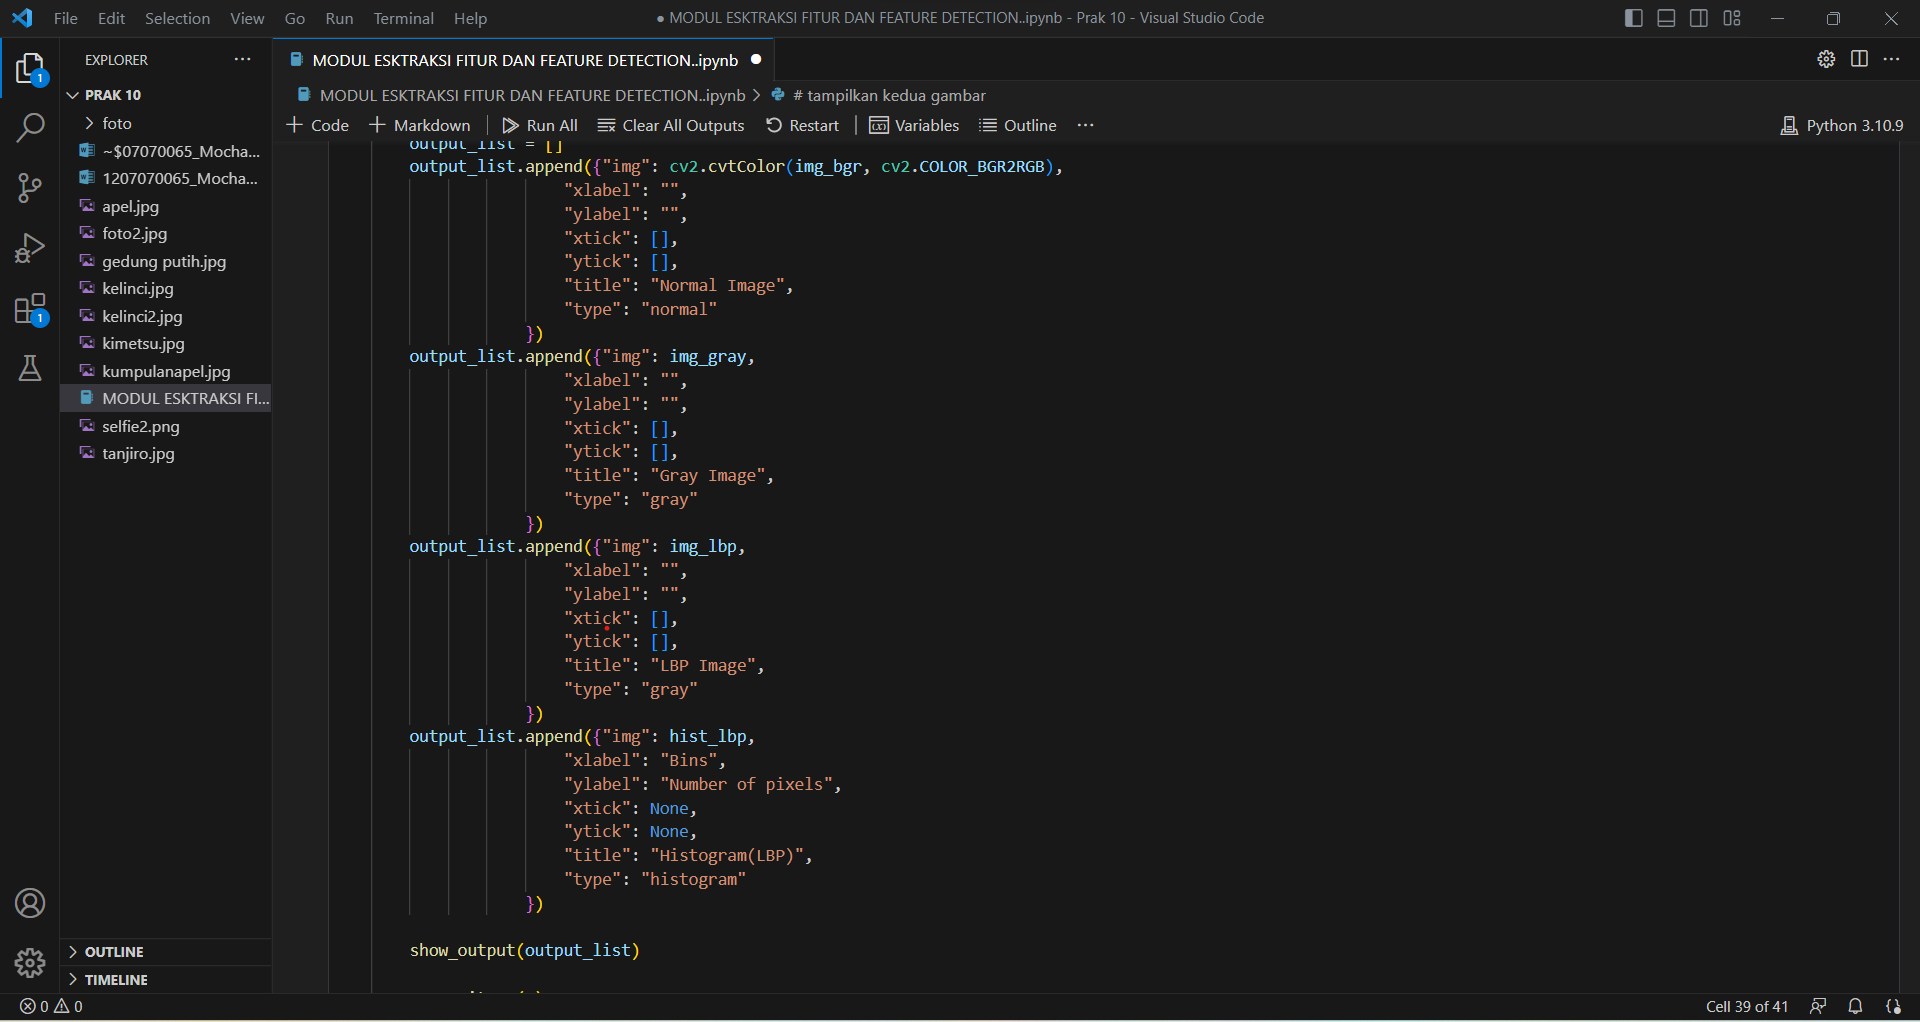 File Edit Selection View Go Run Terminal Help
● MODUL ESKTRAKSI FITUR DAN FEATURE DETECTION..ipynb - Prak 10 - Visual Studio Code
EXPLORER
PRAK 10
foto
~$07070065_Mocha...
1207070065_Mocha...
apel.jpg
foto2.jpg
gedung putih.jpg
kelinci.jpg
kelinci2.jpg
kimetsu.jpg
kumpulanapel.jpg
MODUL ESKTRAKSI FI...
selfie2.png
tanjiro.jpg
OUTLINE
TIMELINE
1
1
MODUL ESKTRAKSI FITUR DAN FEATURE DETECTION..ipynb
MODUL ESKTRAKSI FITUR DAN FEATURE DETECTION..ipynb > # tampilkan kedua gambar
Code Markdown Run All Clear All Outputs Restart Variables Outline ... Python 3.10.9
output_list = []
output_list.append({"img": cv2.cvtColor(img_bgr, cv2.COLOR_BGR2RGB),
"xlabel": "",
"ylabel": "",
"xtick": [],
"ytick": [],
"title": "Normal Image",
"type": "normal"
})
output_list.append({"img": img_gray,
"xlabel": "",
"ylabel": "",
"xtick": [],
"ytick": [],
"title": "Gray Image",
"type": "gray"
})
output_list.append({"img": img_lbp,
"xlabel": "",
"ylabel": "",
"xtick": [],
"ytick": [],
"title": "LBP Image",
"type": "gray"
})
output_list.append({"img": hist_lbp,
"xlabel": "Bins",
"ylabel": "Number of pixels",
"xtick": None,
"ytick": None,
"title": "Histogram(LBP)",
"type": "histogram"
})
show_output(output_list)
0 0
Cell 39 of 41